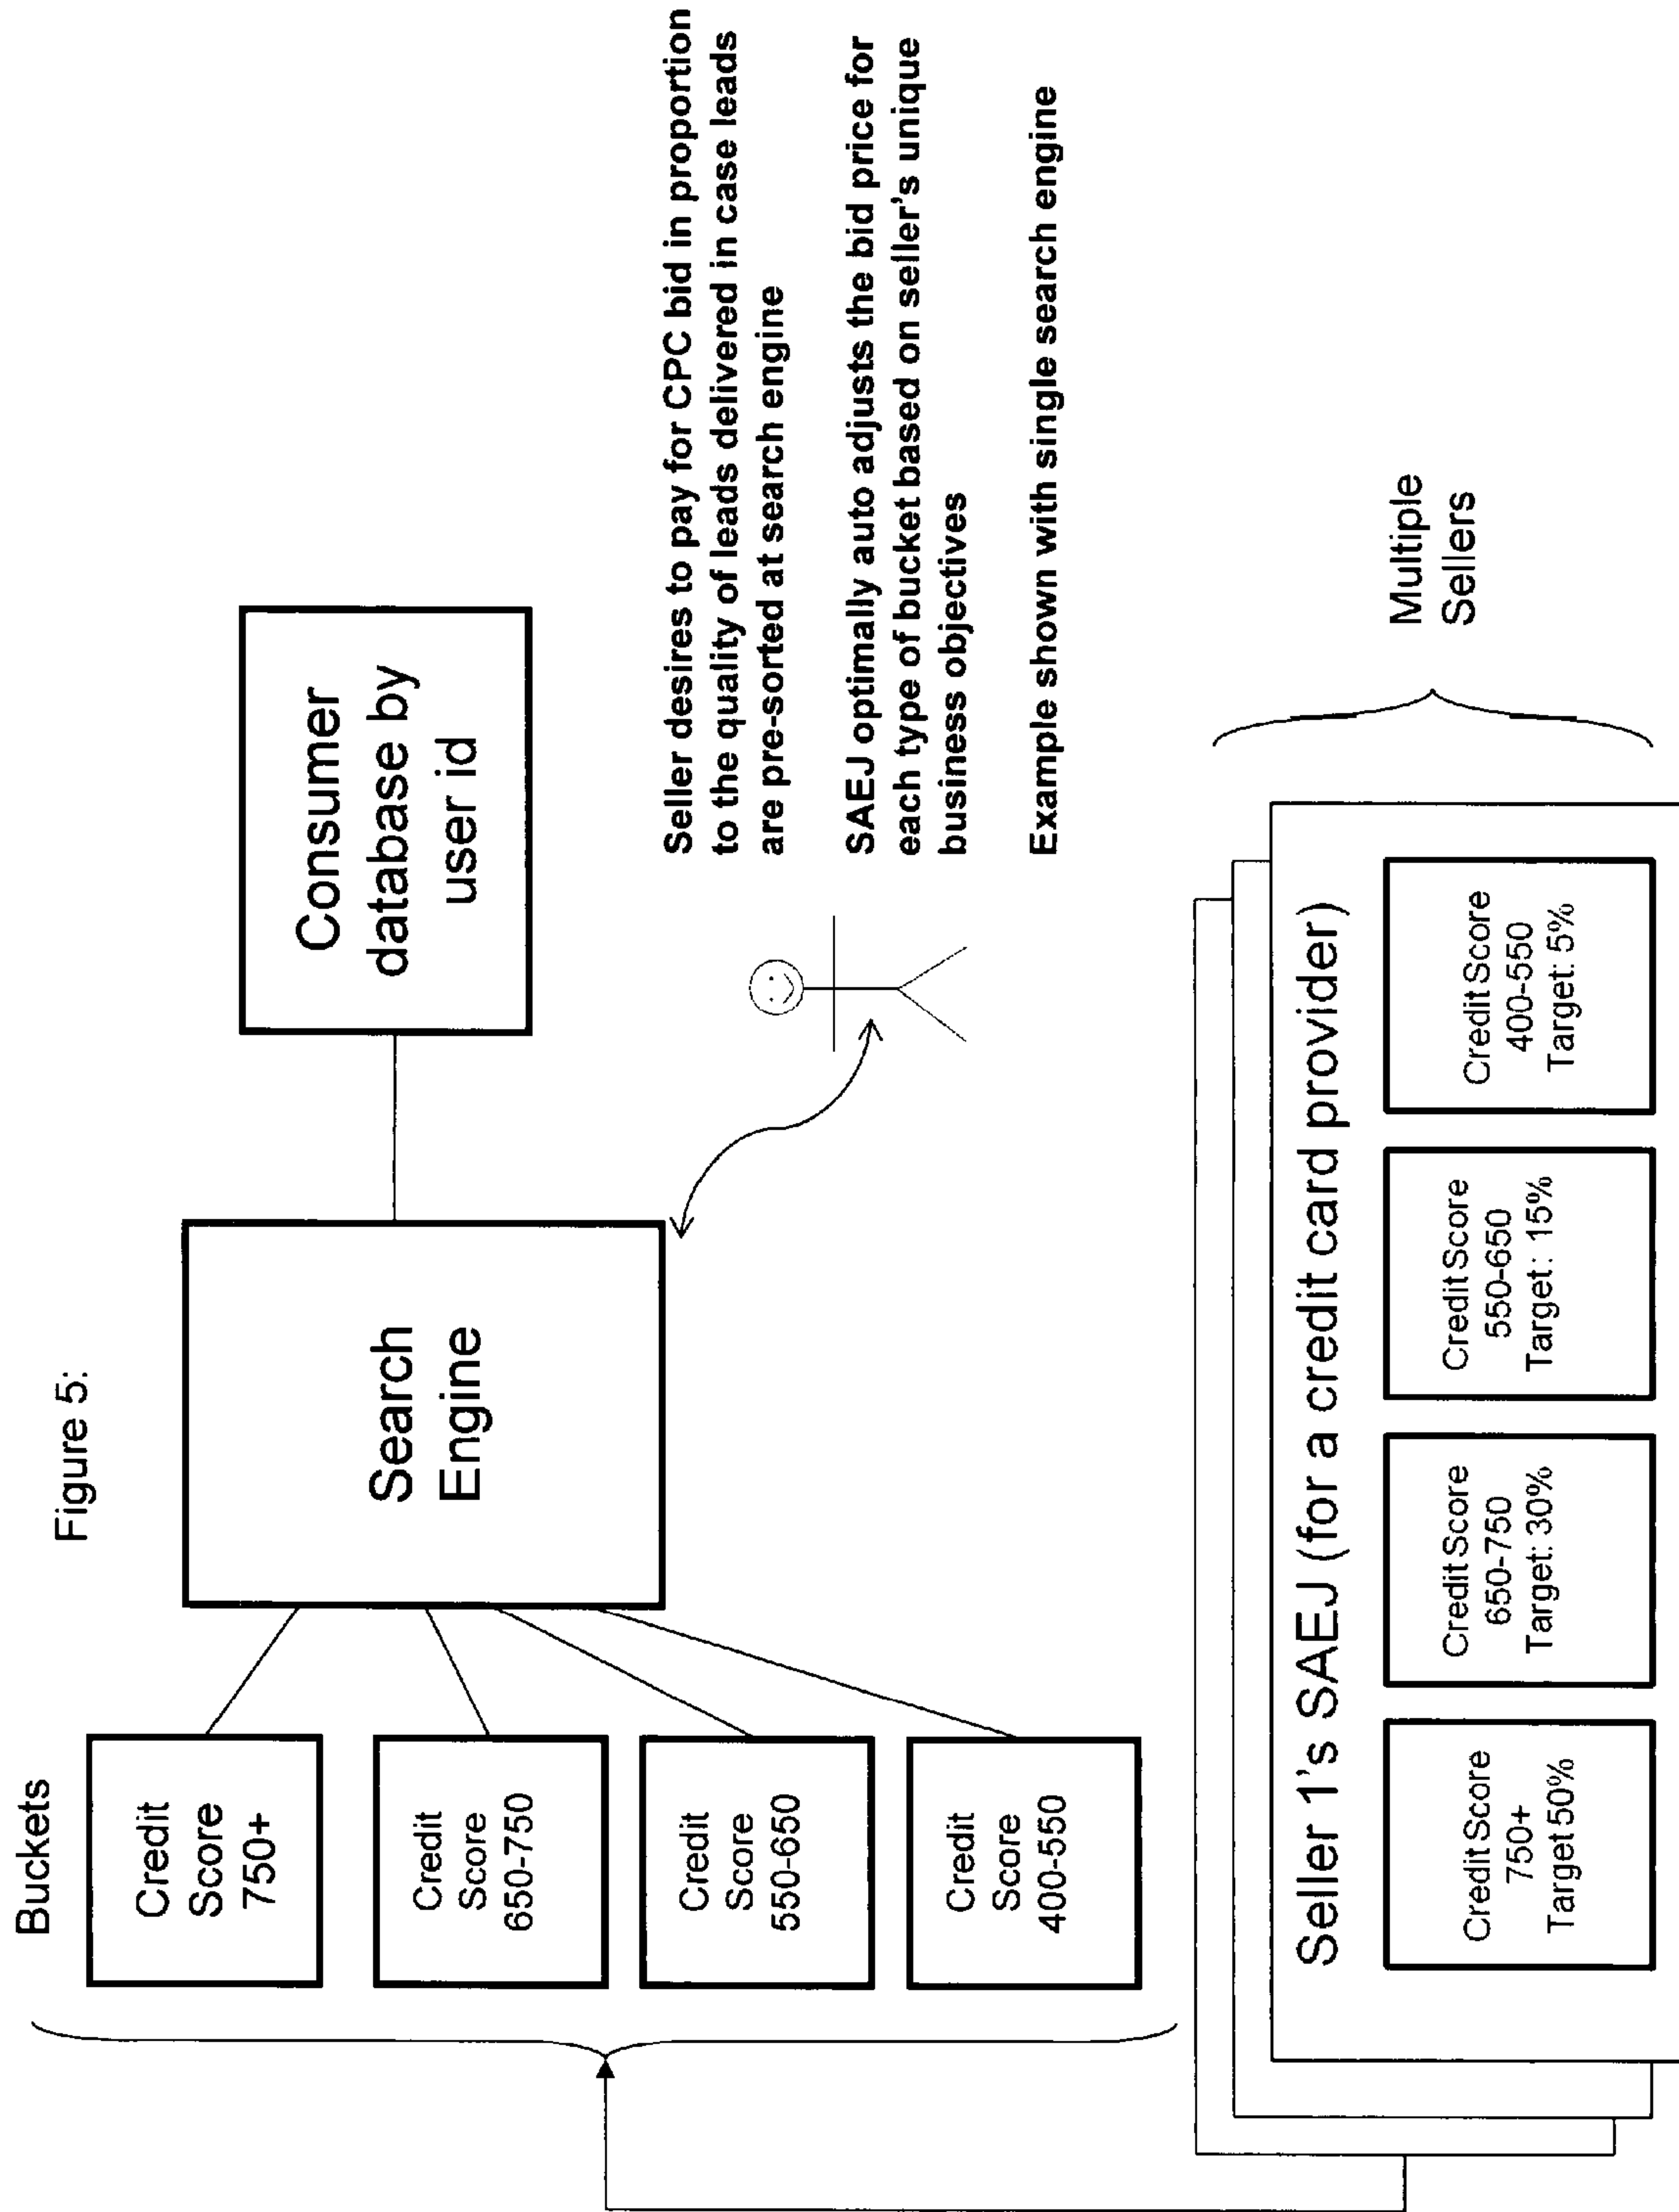 Figure 5:
Buckets
Credit
Score
750+
Credit
Score
650-750
Credit
Score
550-650
Credit
Score
400-550
Search
Engine
Consumer
database by
user id
Seller desires to pay for CPC bid in proportion
to the quality of leads delivered in case leads
are pre-sorted at search engine
SAEJ optimally auto adjusts the bid price for
each type of bucket based on seller's unique
business objectives
Example shown with single search engine
Seller 1's SAEJ (for a credit card provider)
Credit Score
750+
Target 50%
Credit Score
650-750
Target: 30%
Credit Score
550-650
Target: 15%
Credit Score
400-550
Target: 5%
Multiple
Sellers